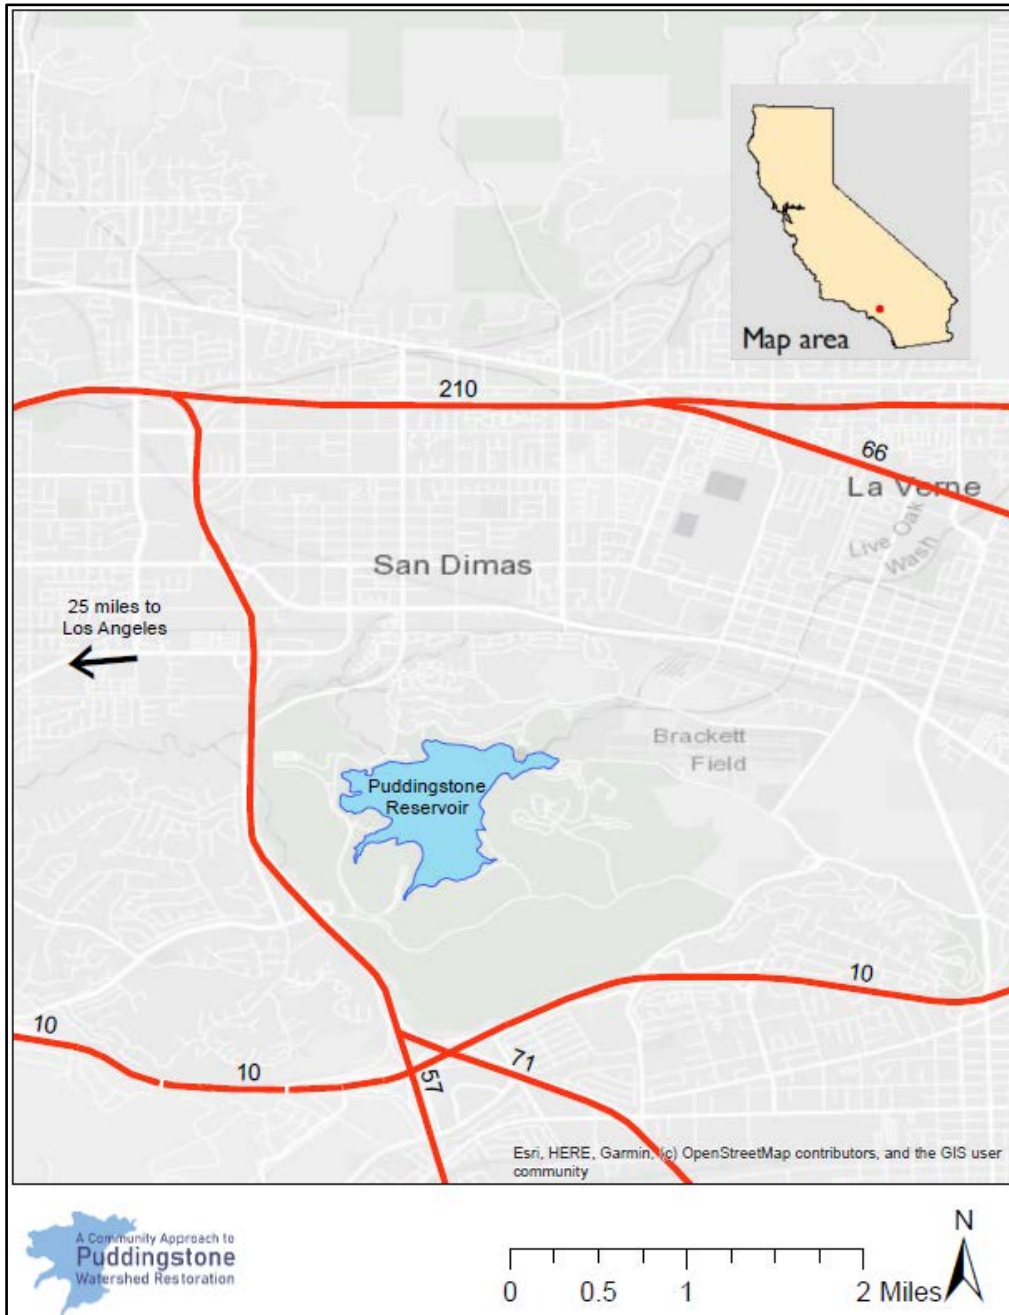 Map area
210
66
La Verne
Live Oak
Wash
San Dimas
25 miles to
Los Angeles
Brackett
Field
Puddingstone
Reservoir
10
10
10
71
57
Esri, HERE, Garmin, (c) OpenStreetMap contributors, and the GIS user
community
A Community Approach to
Puddingstone
Watershed Restoration
N
0 0.5 1 2 Miles